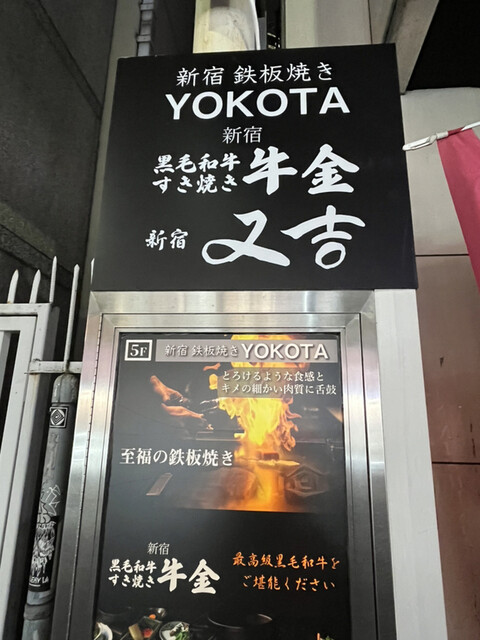 新宿 鉄板焼き
YOKOTA
新宿
黒毛和牛
すき焼き 牛金
新宿 又吉
5F 新宿 鉄板焼き YOKOTA
とろけるような食感と
キメの細かい肉質に舌鼓
至福の鉄板焼き
新宿
黒毛和牛
すき焼き 牛金
最高級黒毛和牛を
ご堪能ください